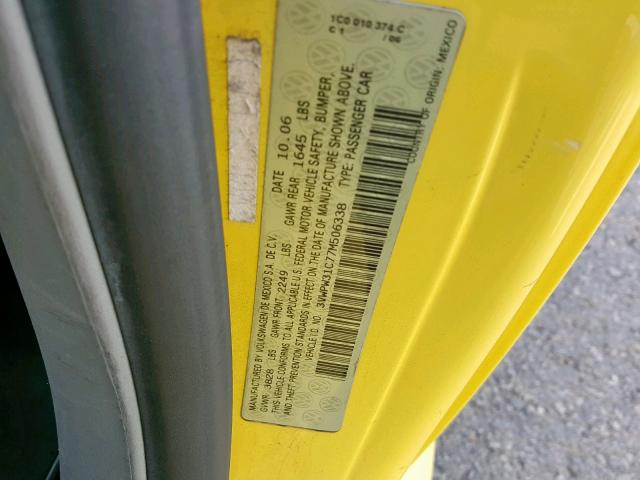 1C0 010 374 C
C 1 / 06
MANUFACTURED BY VOLKSWAGEN DE MEXICO S.A. DE C.V. DATE 10.06
GVWR 3828 LBS GAWR FRONT: 2249 LBS GAWR REAR 1645 LBS
THIS VEHICLE CONFORMS TO ALL APPLICABLE U.S. FEDERAL MOTOR VEHICLE SAFETY, BUMPER,
AND THEFT PREVENTION STANDARDS IN EFFECT ON THE DATE OF MANUFACTURE SHOWN ABOVE.
VEHICLE I.D. NO. 3VWPW31C77M506338 TYPE: PASSENGER CAR
COUNTRY OF ORIGIN: MEXICO